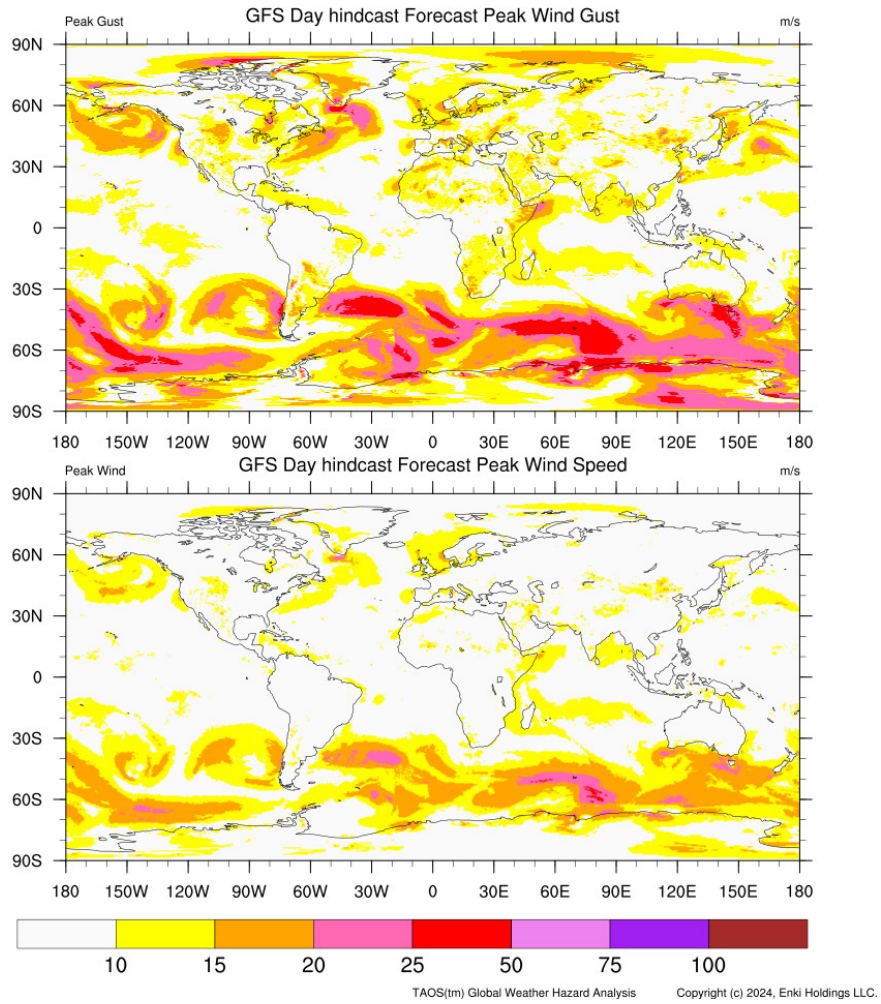 GFS Day hindcast Forecast Peak Wind Gust
Peak Gust m/s
90N
60N
30N
0
30S
60S
90S
180 150W 120W 90W 60W 30W 0 30E 60E 90E 120E 150E 180
GFS Day hindcast Forecast Peak Wind Speed
Peak Wind m/s
90N
60N
30N
0
30S
60S
90S
180 150W 120W 90W 60W 30W 0 30E 60E 90E 120E 150E 180
10 15 20 25 50 75 100
TAOS(tm) Global Weather Hazard Analysis Copyright (c) 2024, Enki Holdings LLC.